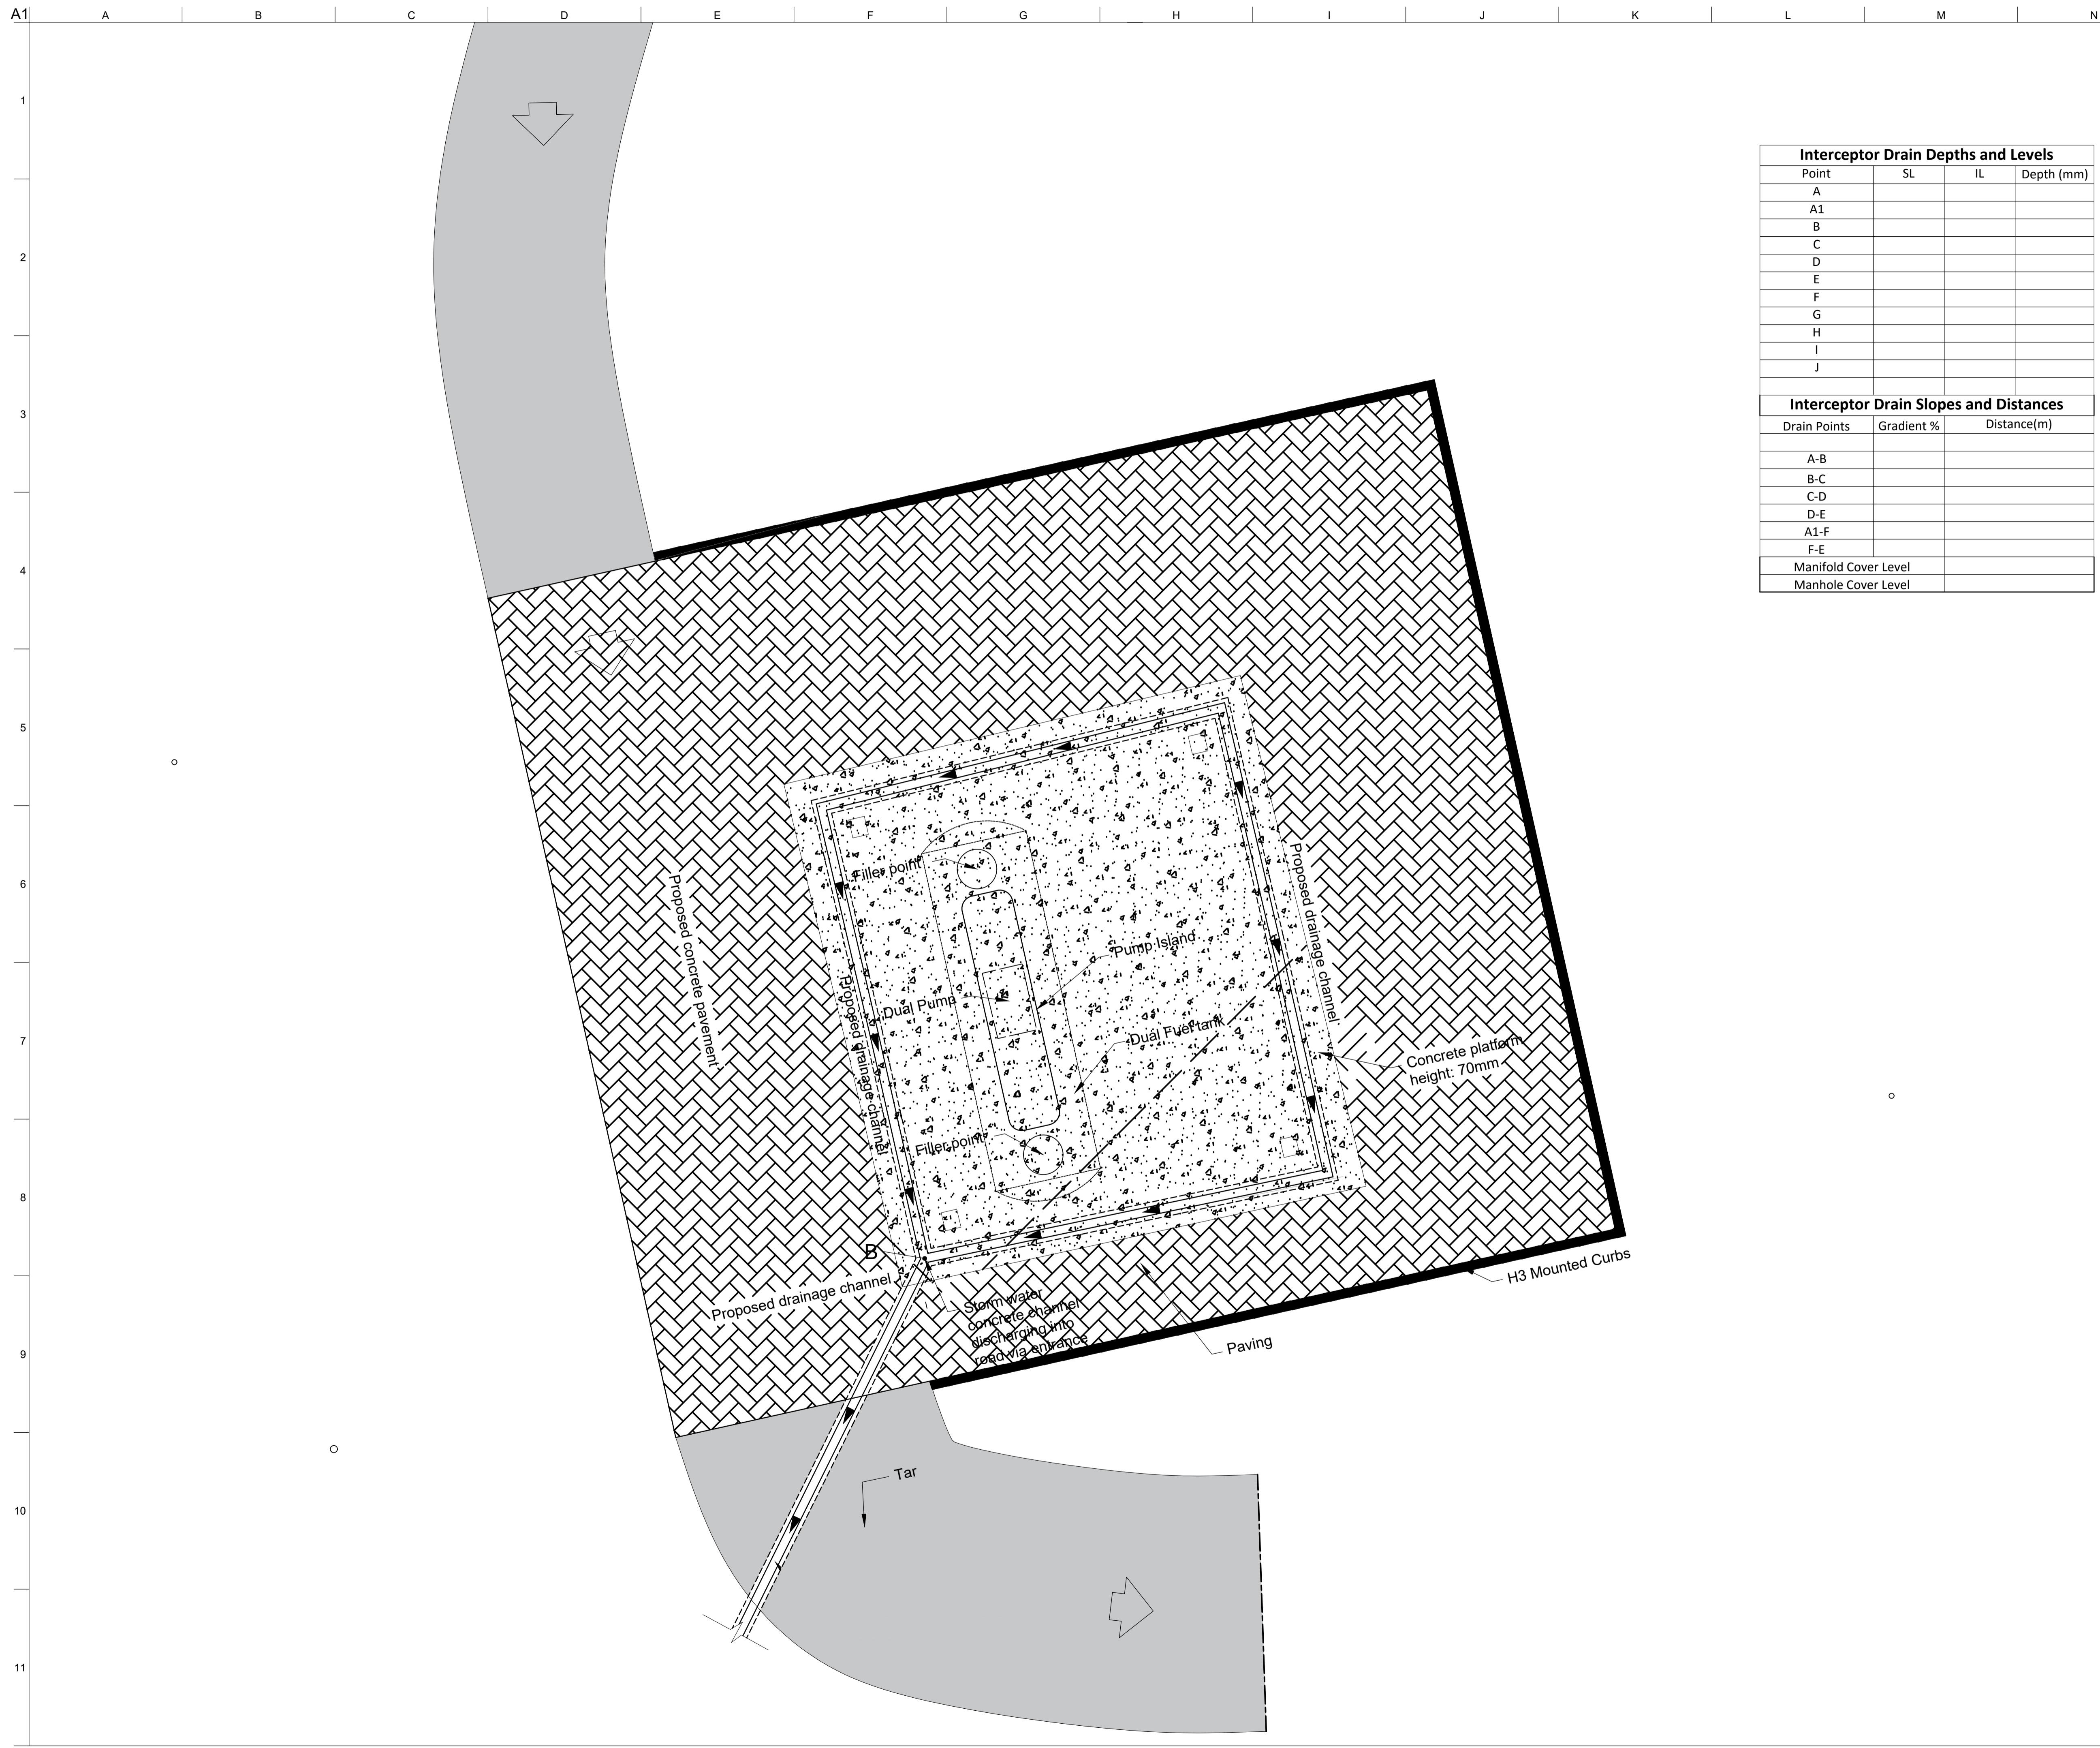 A1
A B C D E F G H I J K L M N
1
2
3
4
5
6
7
8
9
10
11
Interceptor Drain Depths and Levels
Point SL IL Depth (mm)
A
A1
B
C
D
E
F
G
H
I
J
Interceptor Drain Slopes and Distances
Drain Points Gradient % Distance(m)
A-B
B-C
C-D
D-E
A1-F
F-E
Manifold Cover Level
Manhole Cover Level
Filler point
Proposed drainage channel
Proposed concrete pavement
Pump Island
Dual Pump
Proposed drainage channel
Dual Fuel tank
Concrete platform
height: 70mm
Filler point
B
Proposed drainage channel
H3 Mounted Curbs
Storm water
concrete channel
discharging into
road via entrance
Paving
Tar